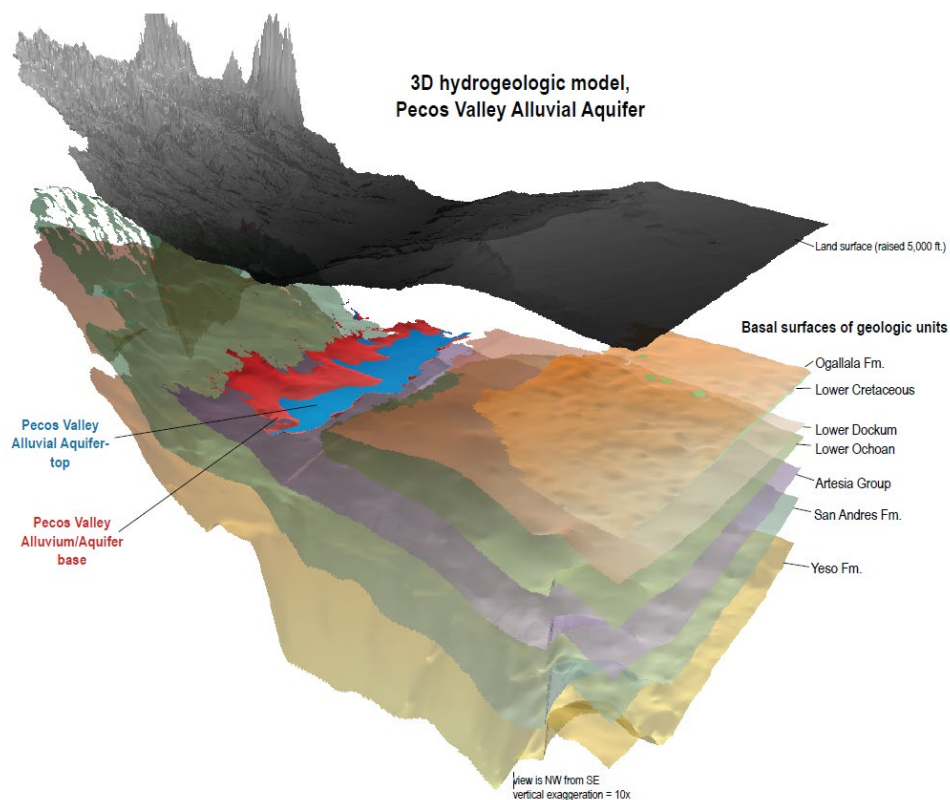 3D hydrogeologic model,
Pecos Valley Alluvial Aquifer
Land surface (raised 5,000 ft.)
Basal surfaces of geologic units
Ogallala Fm.
Lower Cretaceous
Lower Dockum
Lower Ochoan
Artesia Group
San Andres Fm.
Yeso Fm.
Pecos Valley
Alluvial Aquifer-
top
Pecos Valley
Alluvium/Aquifer
base
view is NW from SE
vertical exaggeration = 10x